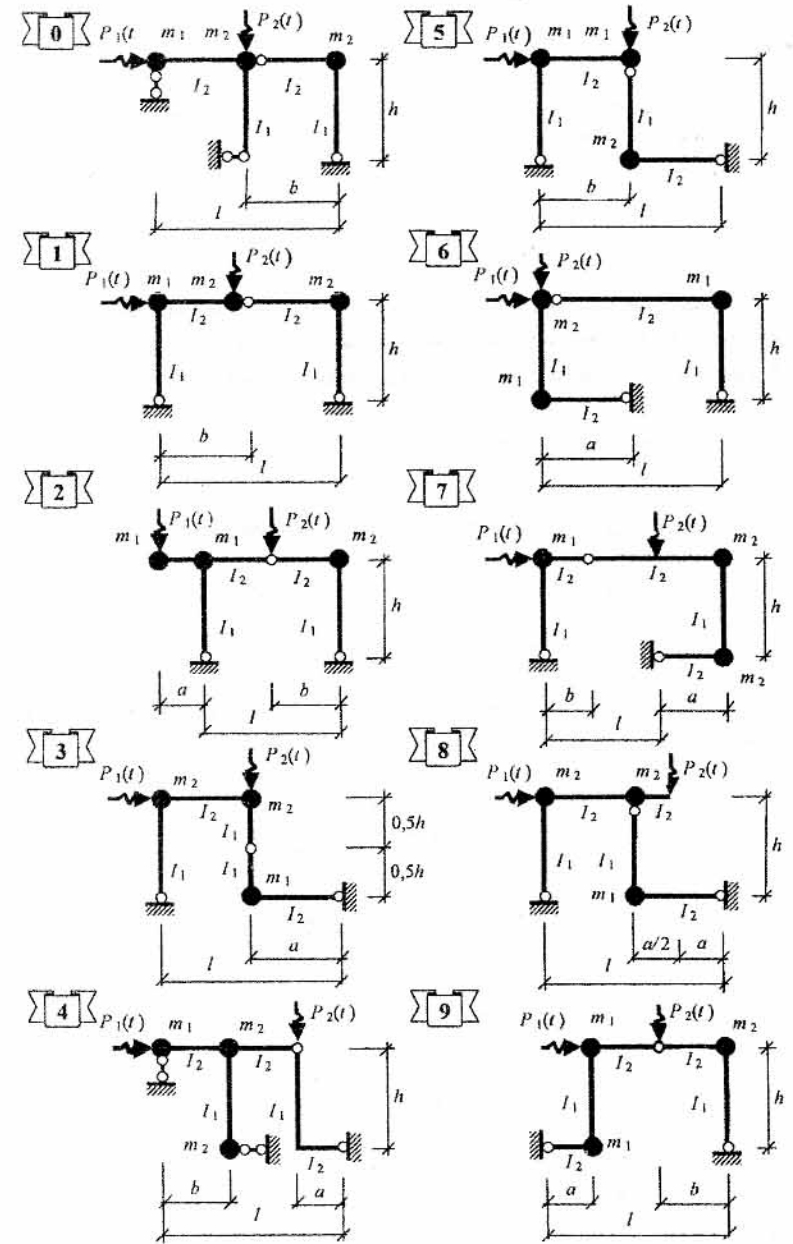 0
P₁(t
m₁
m₂
P₂(t)
m₂
I₂
I₂
I₁
I₁
h
b
l
5
P₁(t)
m₁
m₁
P₂(t)
I₂
I₁
I₁
h
m₂
I₂
b
l
1
P₁(t)
m₁
m₂
P₂(t)
m₂
I₂
I₂
I₁
I₁
h
b
l
6
P₁(t)
P₂(t)
m₁
m₂
I₂
m₁
I₁
I₁
h
I₂
a
l
2
m₁
P₁(t)
m₁
P₂(t)
m₂
I₂
I₂
I₁
I₁
h
a
b
l
7
P₁(t)
m₁
P₂(t)
m₂
I₂
I₂
I₁
I₁
h
I₂
m₂
b
a
l
3
P₁(t)
m₂
P₂(t)
m₂
I₂
I₁
0,5h
I₁
I₁
m₁
0,5h
I₂
a
l
8
P₁(t)
m₂
m₂
P₂(t)
I₂
I₂
I₁
I₁
h
m₁
I₂
a/2
a
l
4
P₁(t)
m₁
m₂
P₂(t)
I₂
I₂
I₁
I₁
h
m₂
I₂
b
a
l
9
P₁(t)
m₁
P₂(t)
m₂
I₂
I₂
I₁
I₁
h
I₂
m₁
a
b
l